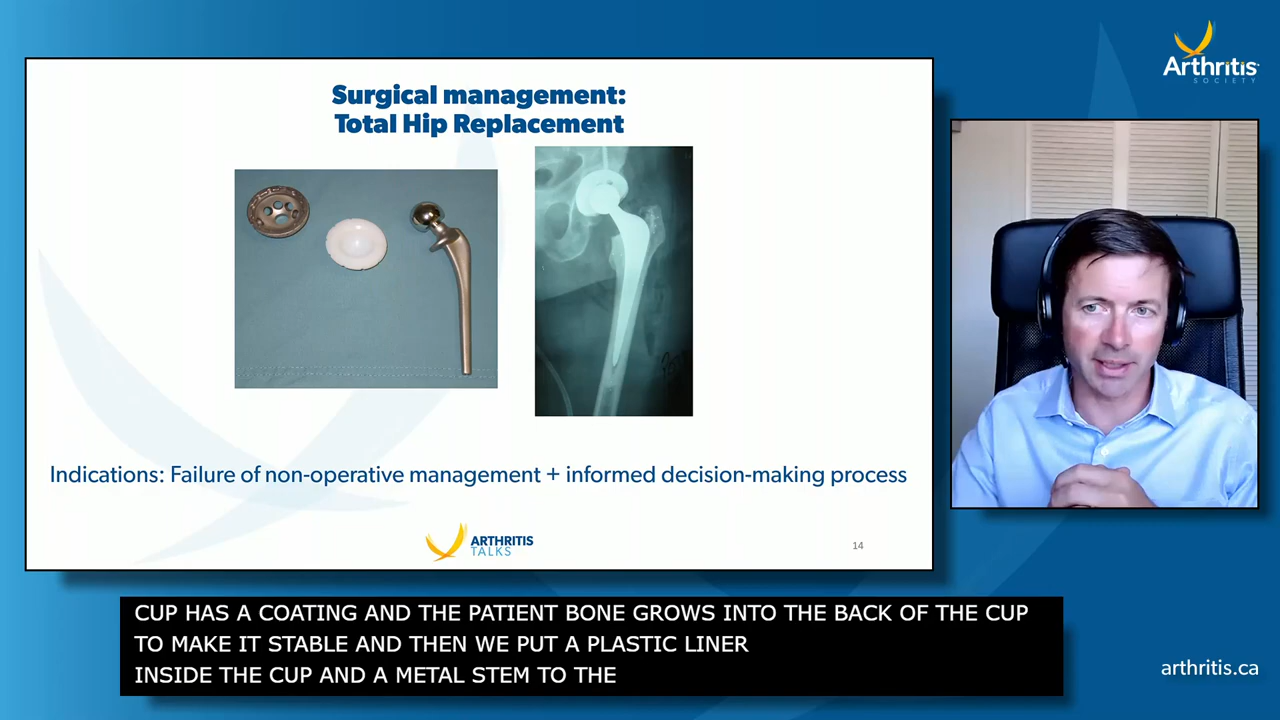 Surgical management:
Total Hip Replacement
Indications: Failure of non-operative management + informed decision-making process
ARTHRITIS
TALKS
14
Arthritis
SOCIETY
CUP HAS A COATING AND THE PATIENT BONE GROWS INTO THE BACK OF THE CUP
TO MAKE IT STABLE AND THEN WE PUT A PLASTIC LINER
INSIDE THE CUP AND A METAL STEM TO THE
arthritis.ca